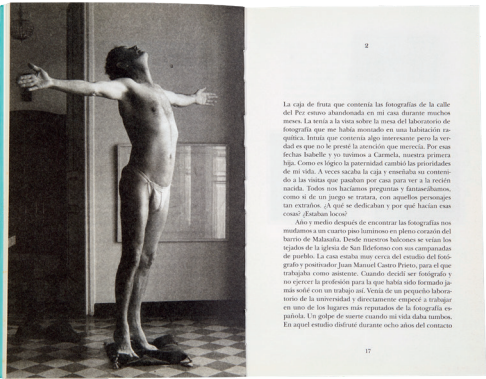 2
La caja de fruta que contenía las fotografías de la calle
del Pez estuvo abandonada en mi casa durante muchos
meses. La tenía a la vista sobre la mesa del laboratorio de
fotografía que me había montado en una habitación ra-
quítica. Intuía que contenía algo interesante pero la ver-
dad es que no le presté la atención que merecía. Por esas
fechas Isabelle y yo tuvimos a Carmela, nuestra primera
hija. Como es lógico la paternidad cambió las prioridades
de mi vida. A veces sacaba la caja y enseñaba su conteni-
do a las visitas que pasaban por casa para ver a la recién
nacida. Todos nos hacíamos preguntas y fantaseábamos,
como si de un juego se tratara, con aquellos personajes
tan extraños. ¿A qué se dedicaban y por qué hacían esas
cosas? ¿Estaban locos?
Año y medio después de encontrar las fotografías nos
mudamos a un cuarto piso luminoso en pleno corazón del
barrio de Malasaña. Desde nuestros balcones se veían los
tejados de la iglesia de San Ildefonso con sus campanadas
de pueblo. La casa estaba muy cerca del estudio del fotó-
grafo y positivador Juan Manuel Castro Prieto, para el que
trabajaba como asistente. Cuando decidí ser fotógrafo y
no ejercer la profesión para la que había sido formado ja-
más soñé con un trabajo así. Venía de un pequeño labora-
torio de la universidad y directamente empecé a trabajar
en uno de los lugares más reputados de la fotografía es-
pañola. Un golpe de suerte cuando mi vida daba tumbos.
En aquel estudio disfruté durante ocho años del contacto
17